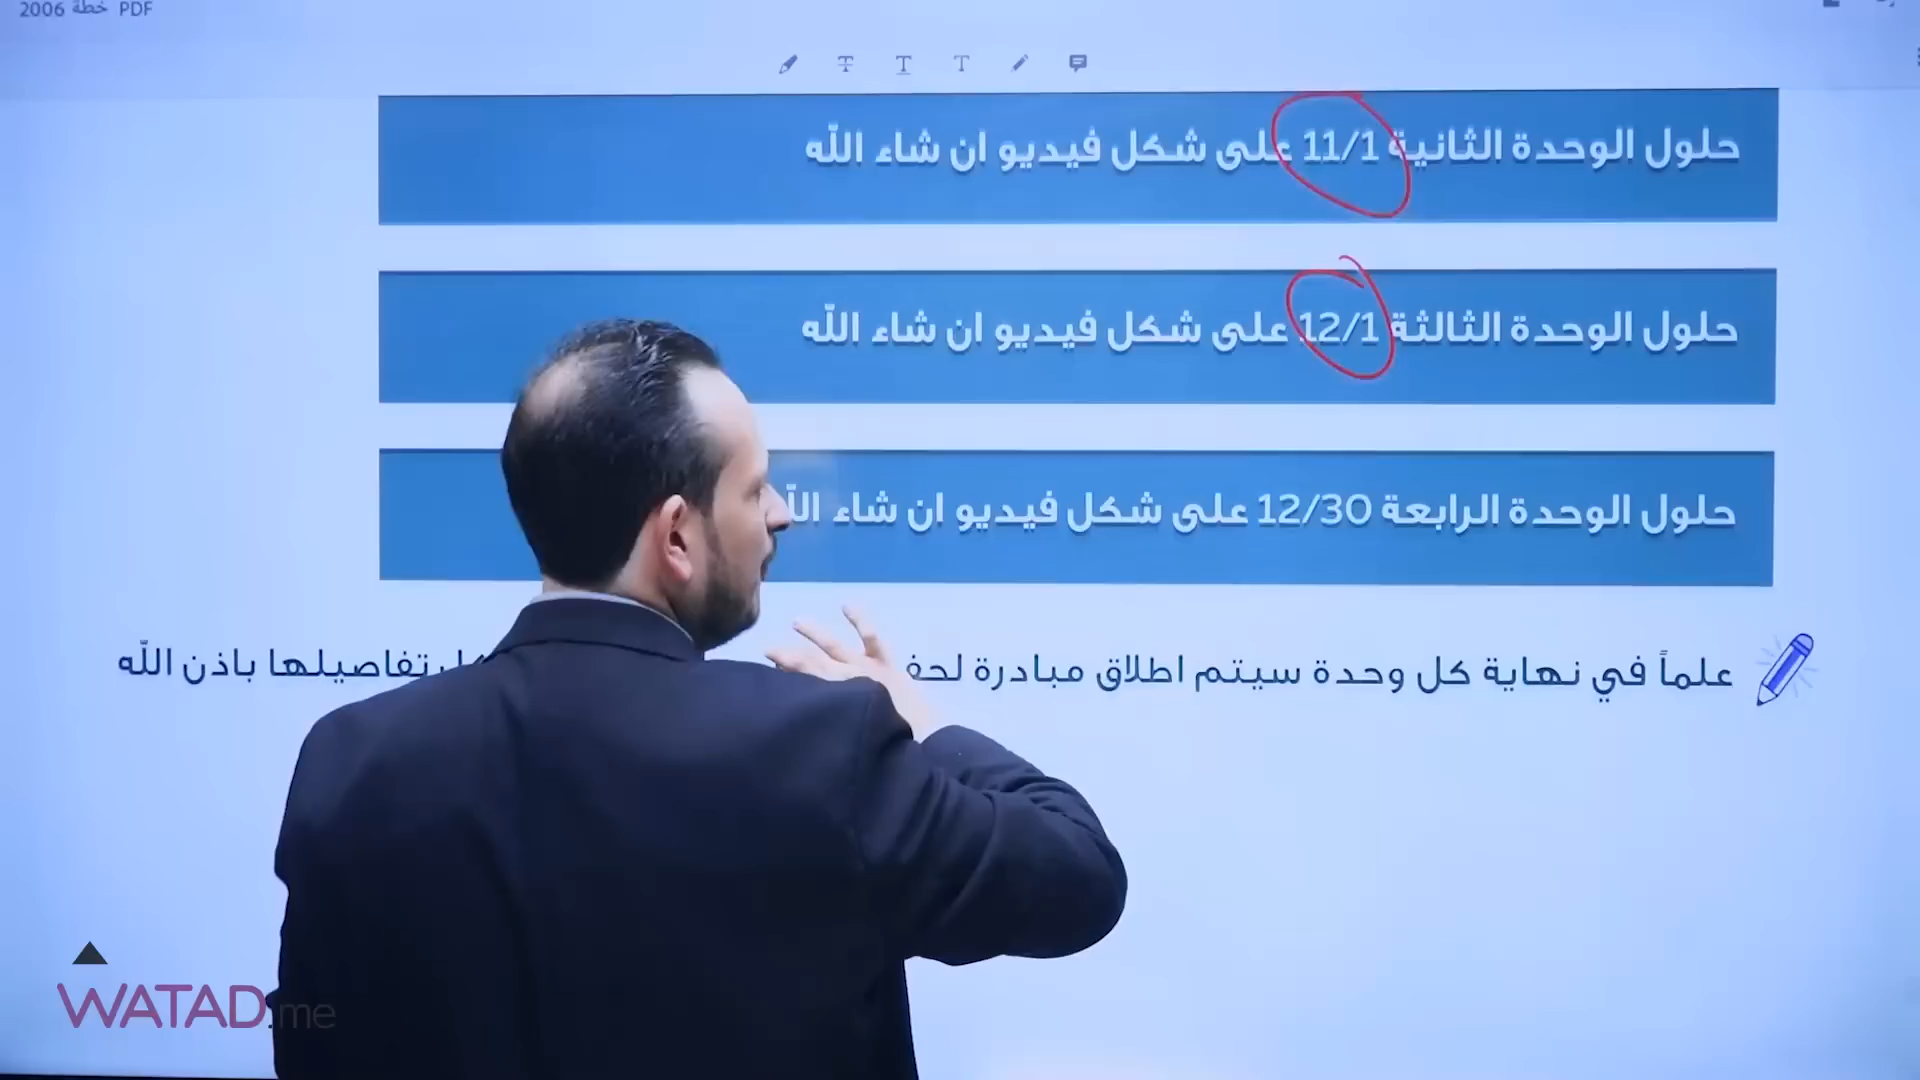 خطة 2006 PDF
حلول الوحدة الثانية 11/1 على شكل فيديو ان شاء الله
حلول الوحدة الثالثة 12/1 على شكل فيديو ان شاء الله
حلول الوحدة الرابعة 12/30 على شكل فيديو ان شاء
علماً في نهاية كل وحدة سيتم اطلاق مبادرة تفاصيلها باذن الله
WATAD.me